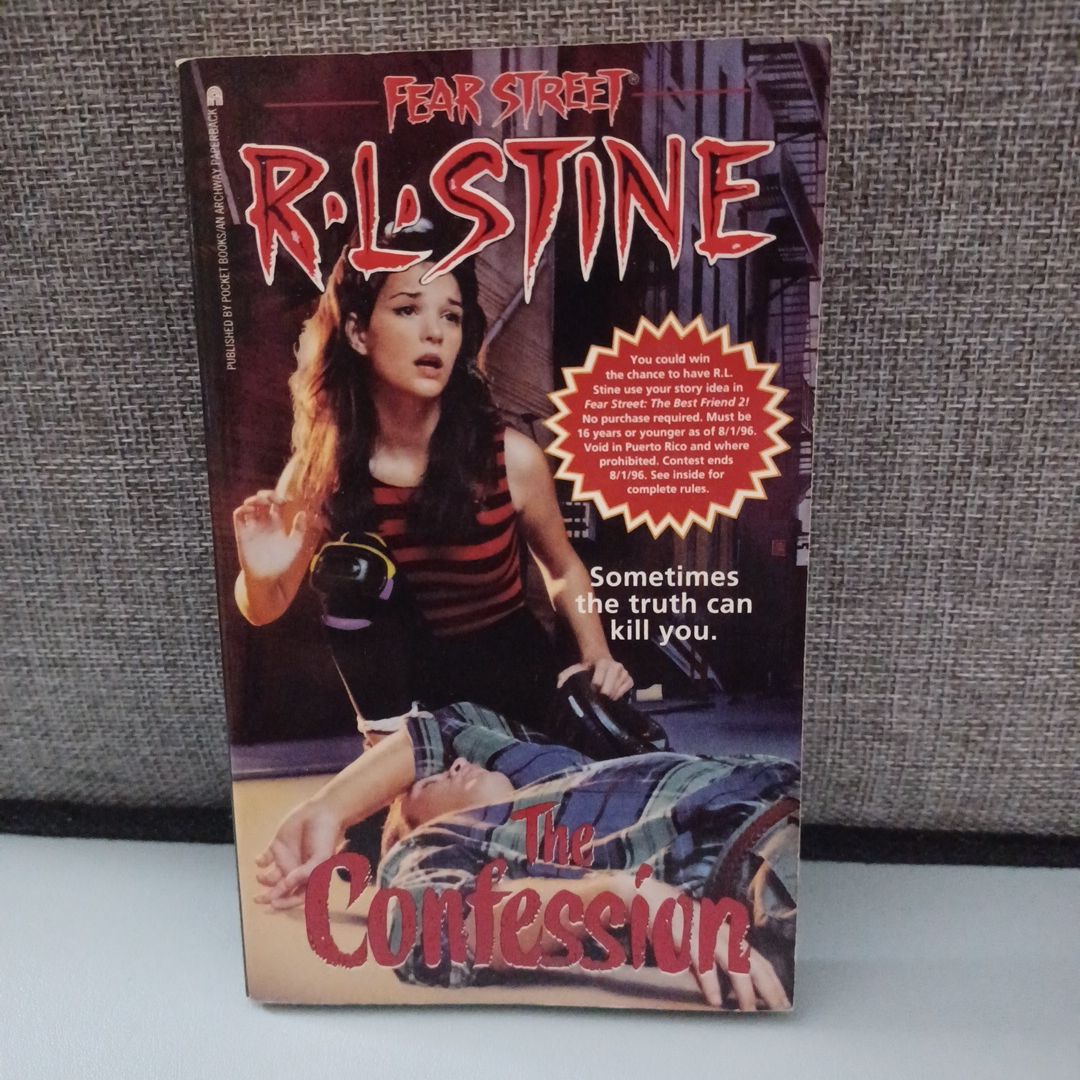 FEAR STREET®
R·L·STINE
PUBLISHED BY POCKET BOOKS/AN ARCHWAY PAPERBACK
You could win
the chance to have R.L.
Stine use your story idea in
Fear Street: The Best Friend 2!
No purchase required. Must be
16 years or younger as of 8/1/96.
Void in Puerto Rico and where
prohibited. Contest ends
8/1/96. See inside for
complete rules.
Sometimes
the truth can
kill you.
The
Confession